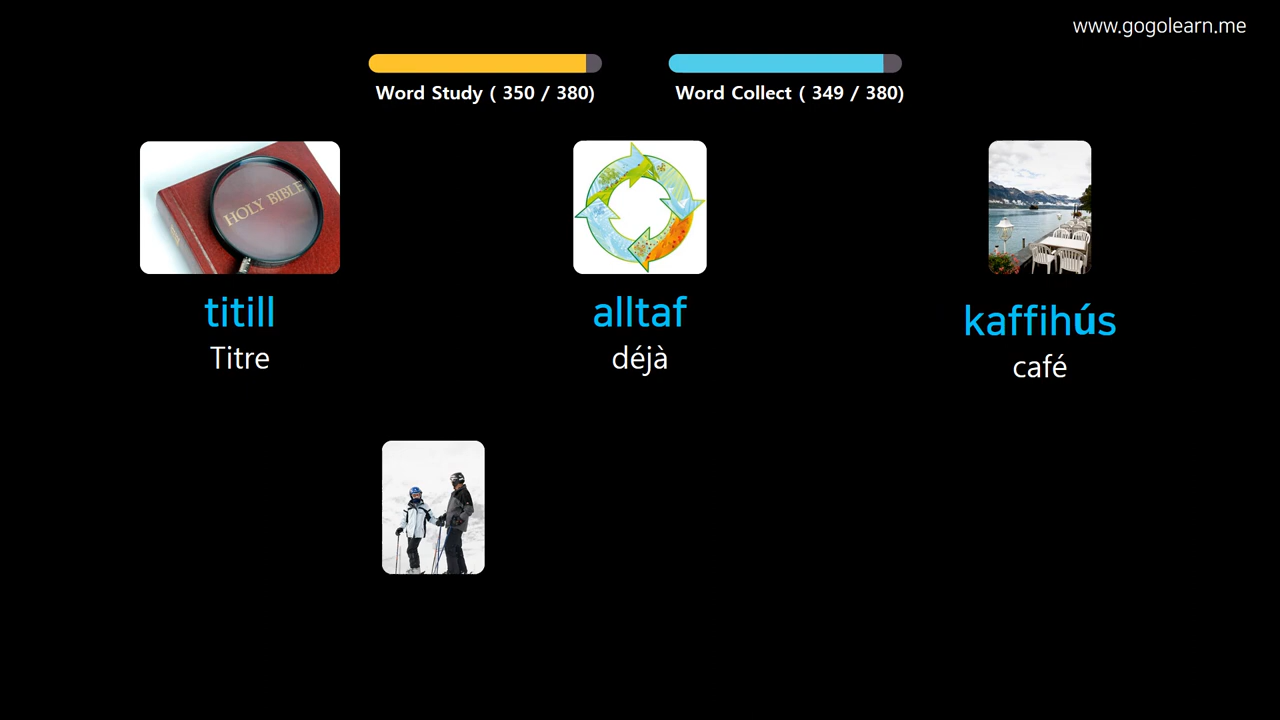 www.gogolearn.me
Word Study ( 350 / 380)
Word Collect ( 349 / 380)
HOLY BIBLE
titill
Titre
alltaf
déjà
kaffihús
café